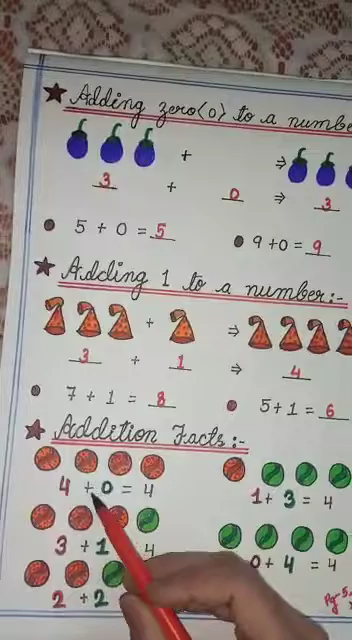 Adding zero(0) to a number
+ ⇒
3 + 0 ⇒ 3
5 + 0 = 5
9+0 = 9
Adding 1 to a number:-
+ ⇒
3 + 1 ⇒ 4
7 + 1 = 8
5+1 = 6
Addition Facts:-
4 + 0 = 4
1+ 3 = 4
3 + 1 4
0+ 4 = 4
2 + 2